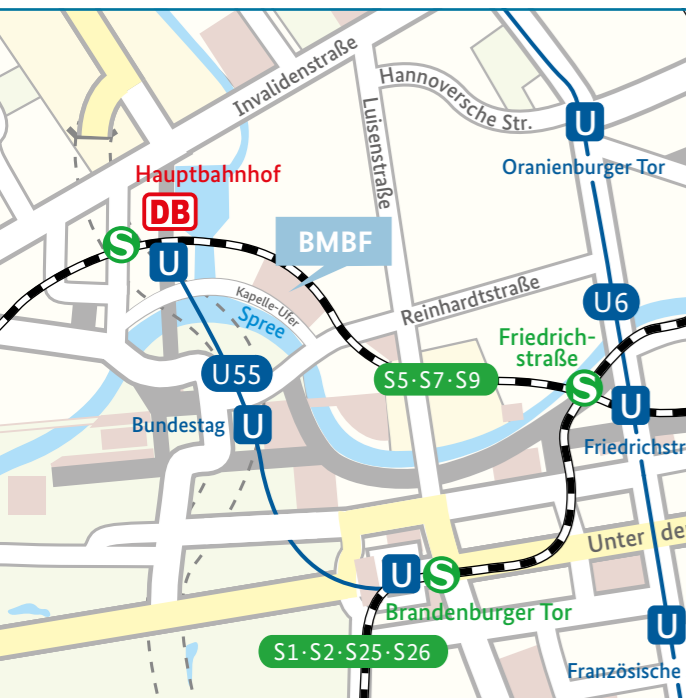 Invalidenstraße
Hannoversche Str.
Luisenstraße
U
Oranienburger Tor
Hauptbahnhof
DB
S
U
BMBF
Kapelle-Ufer
Spree
Reinhardtstraße
U6
Friedrich-
straße
U55
S5·S7·S9
S
U
Bundestag
U
Friedrichstr
Unter de
U
S
Brandenburger Tor
U
S1·S2·S25·S26
Französische